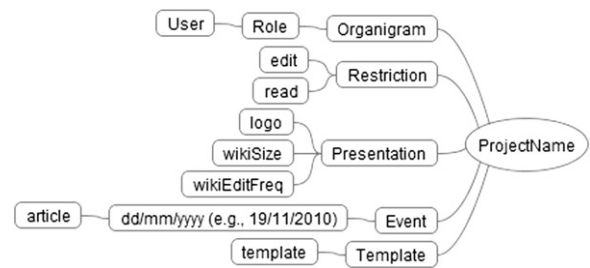 User Role Organigram
edit
Restriction
read
logo
wikiSize Presentation
wikiEditFreq
ProjectName
article dd/mm/yyyy (e.g., 19/11/2010) Event
template Template